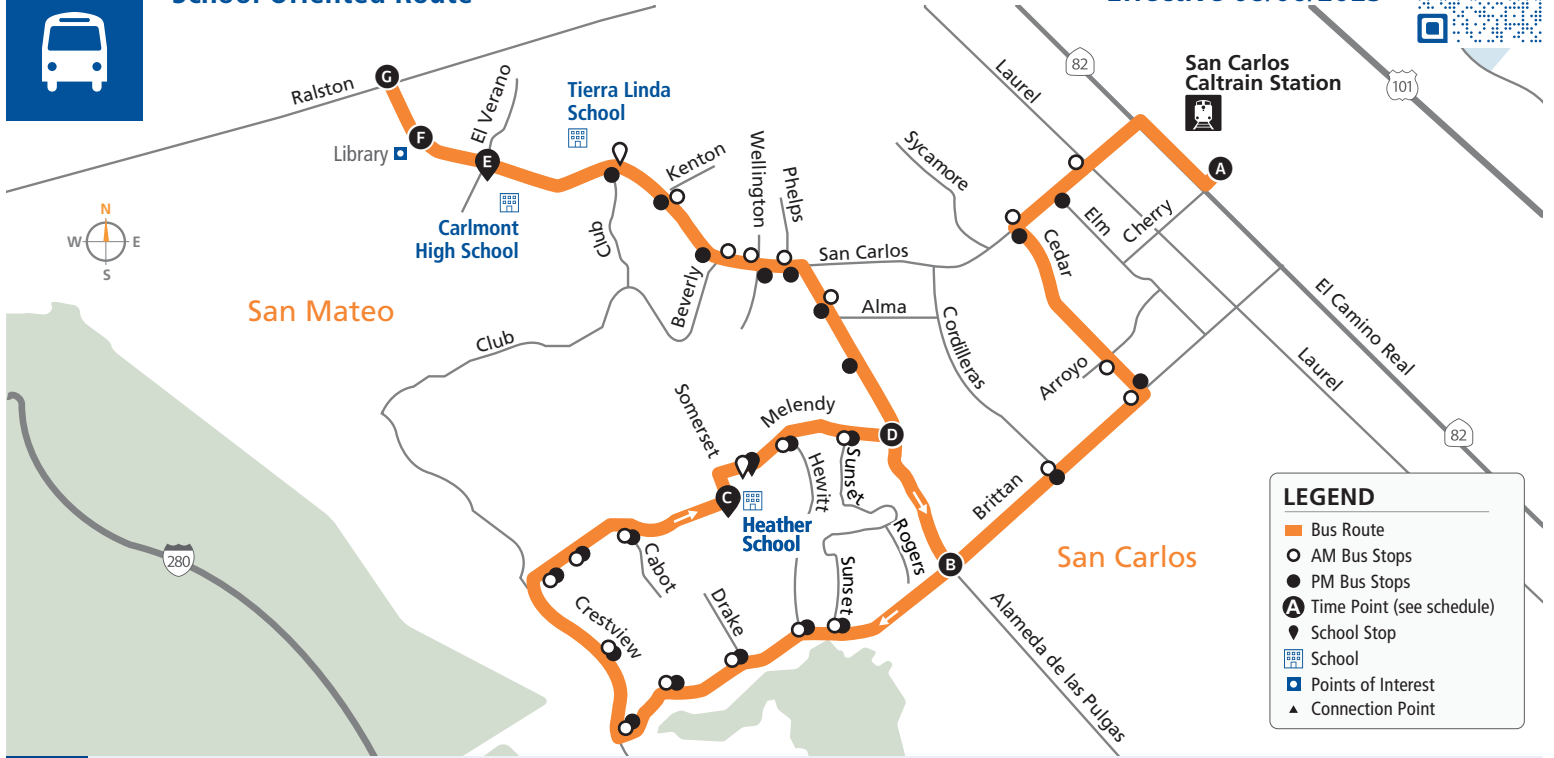 School-Oriented Route
82
San Carlos
Caltrain Station
101
Laurel
Ralston
G
El Verano
Tierra Linda
School
F
Library
E
A
Kenton
Wellington
Phelps
Sycamore
Elm
Cherry
N
W
E
S
Carlmont
High School
Club
Cedar
San Carlos
Beverly
San Mateo
Alma
El Camino Real
Club
Cordilleras
Arroyo
Laurel
Somerset
Melendy
D
82
Hewitt
Sunset
C
Brittan
Heather
School
Rogers
280
Cabot
Sunset
B
San Carlos
Crestview
Drake
Alameda de las Pulgas
LEGEND
Bus Route
AM Bus Stops
PM Bus Stops
A Time Point (see schedule)
School Stop
School
Points of Interest
Connection Point